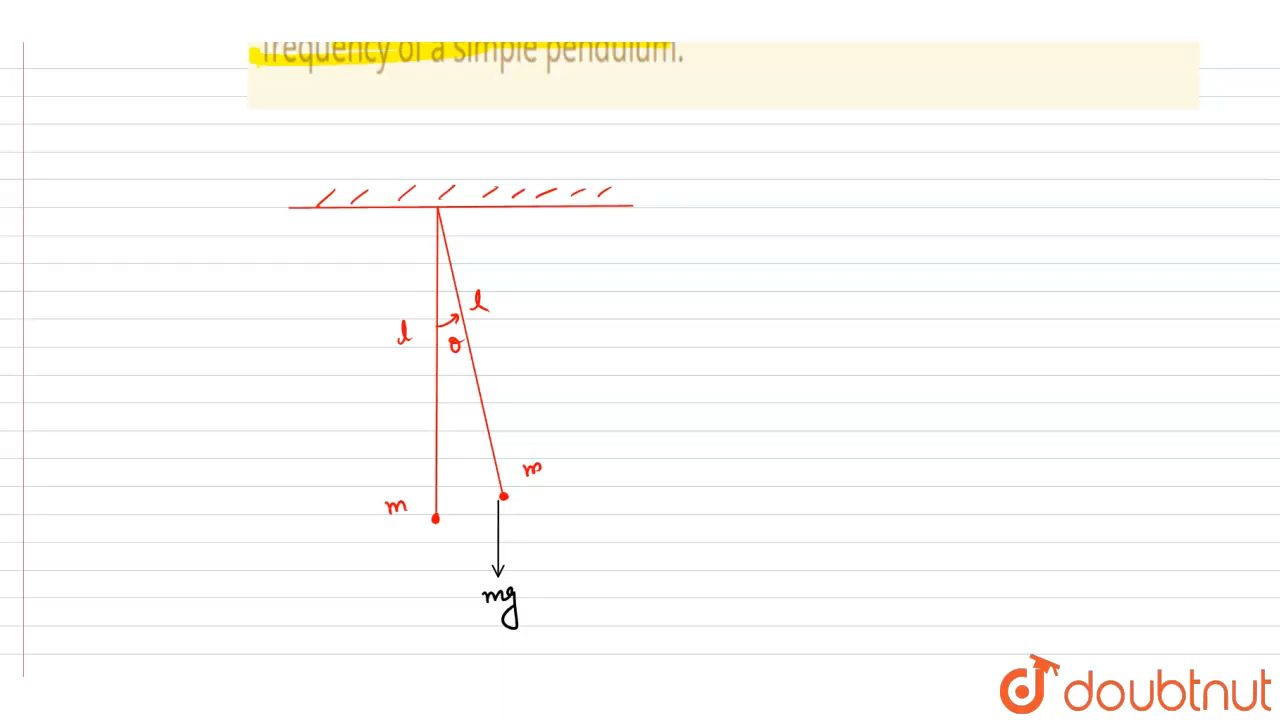 frequency of a simple pendulum.
l
l
θ
m
m
mg
doubtnut